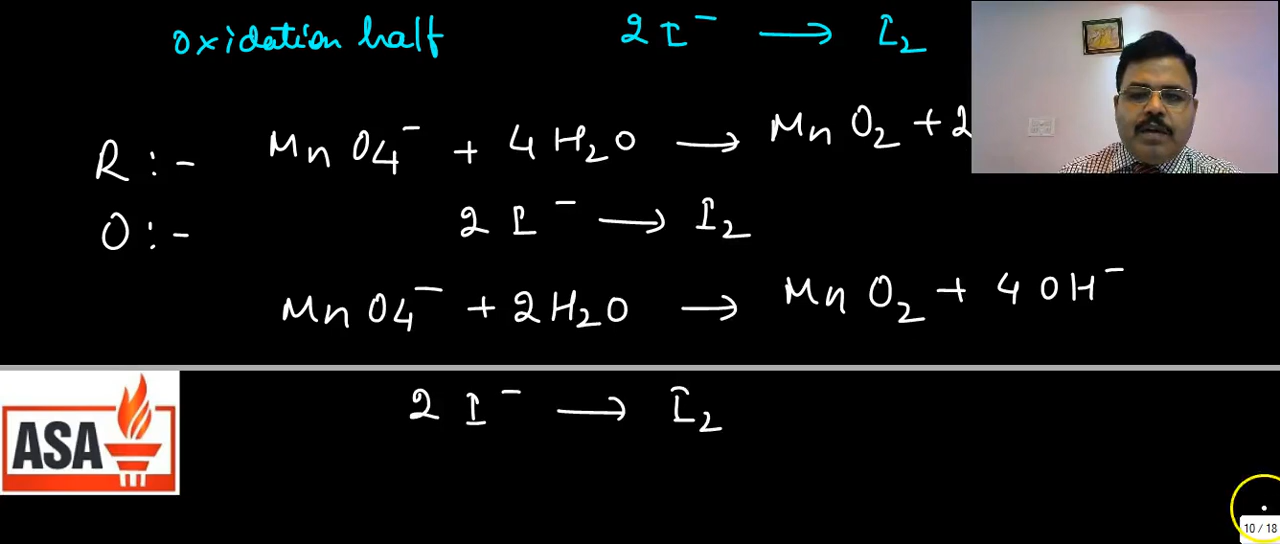 oxidation half 2I⁻ ⟶ I₂
R:- MnO₄⁻ + 4H₂O ⟶ MnO₂ + 2
O:- 2I⁻ ⟶ I₂
MnO₄⁻ + 2H₂O ⟶ MnO₂ + 4OH⁻
2I⁻ ⟶ I₂
ASA
10 / 18